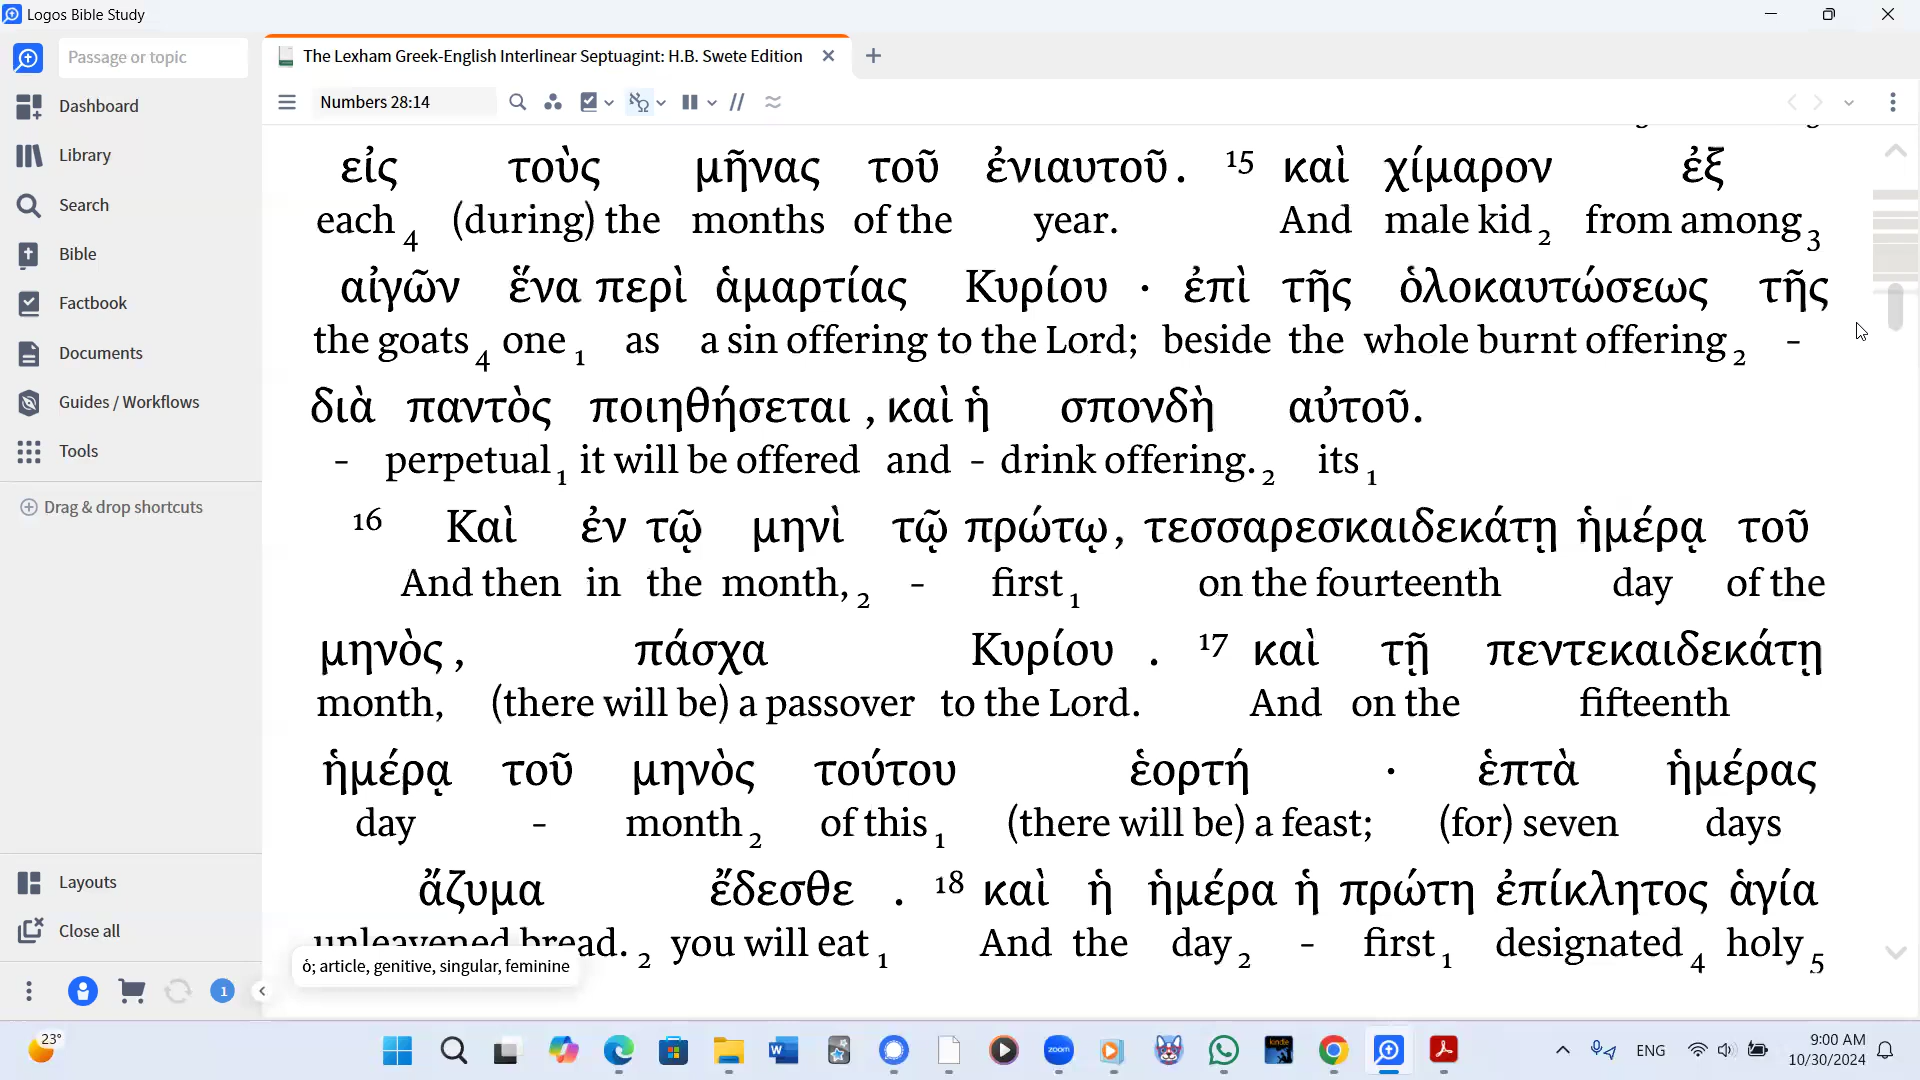 Logos Bible Study
Passage or topic
The Lexham Greek-English Interlinear Septuagint: H.B. Swete Edition
Numbers 28:14
Dashboard
Library
Search
Bible
Factbook
Documents
Guides / Workflows
Tools
Drag & drop shortcuts
Layouts
Close all
1
εἰς τοὺς μῆνας τοῦ ἐνιαυτοῦ. 15 καὶ χίμαρον ἐξ
each 4 (during) the months of the year. And male kid 2 from among 3
αἰγῶν ἕνα περὶ ἁμαρτίας Κυρίου · ἐπὶ τῆς ὁλοκαυτώσεως τῆς
the goats 4 one 1 as a sin offering to the Lord; beside the whole burnt offering 2 -
διὰ παντὸς ποιηθήσεται , καὶ ἡ σπονδὴ αὐτοῦ.
- perpetual 1 it will be offered and - drink offering. 2 its 1
16 Καὶ ἐν τῷ μηνὶ τῷ πρώτῳ, τεσσαρεσκαιδεκάτῃ ἡμέρᾳ τοῦ
And then in the month, 2 - first 1 on the fourteenth day of the
μηνὸς , πάσχα Κυρίου . 17 καὶ τῇ πεντεκαιδεκάτῃ
month, (there will be) a passover to the Lord. And on the fifteenth
ἡμέρᾳ τοῦ μηνὸς τούτου ἑορτή · ἑπτὰ ἡμέρας
day - month 2 of this 1 (there will be) a feast; (for) seven days
ἄζυμα ἔδεσθε . 18 καὶ ἡ ἡμέρα ἡ πρώτη ἐπίκλητος ἁγία
unleavened bread. 2 you will eat 1 And the day 2 - first 1 designated 4 holy 5
ὁ; article, genitive, singular, feminine
23°
zoom
kindle
ENG
9:00 AM
10/30/2024